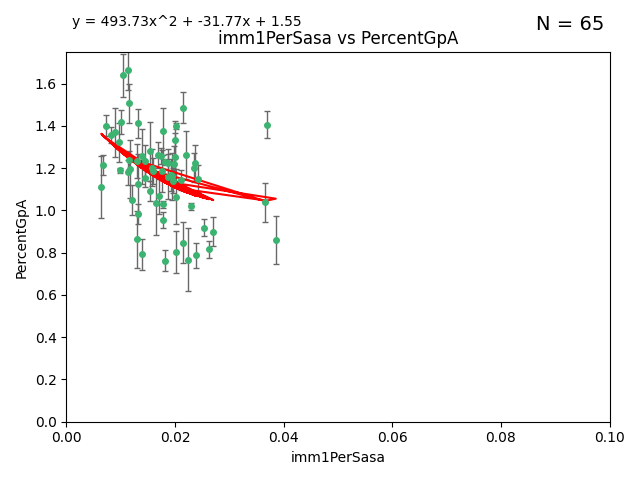 y = 493.73x^2 + -31.77x + 1.55
N = 65
imm1PerSasa vs PercentGpA
PercentGpA
1.6
1.4
1.2
1.0
0.8
0.6
0.4
0.2
0.0
0.00 0.02 0.04 0.06 0.08 0.10
imm1PerSasa